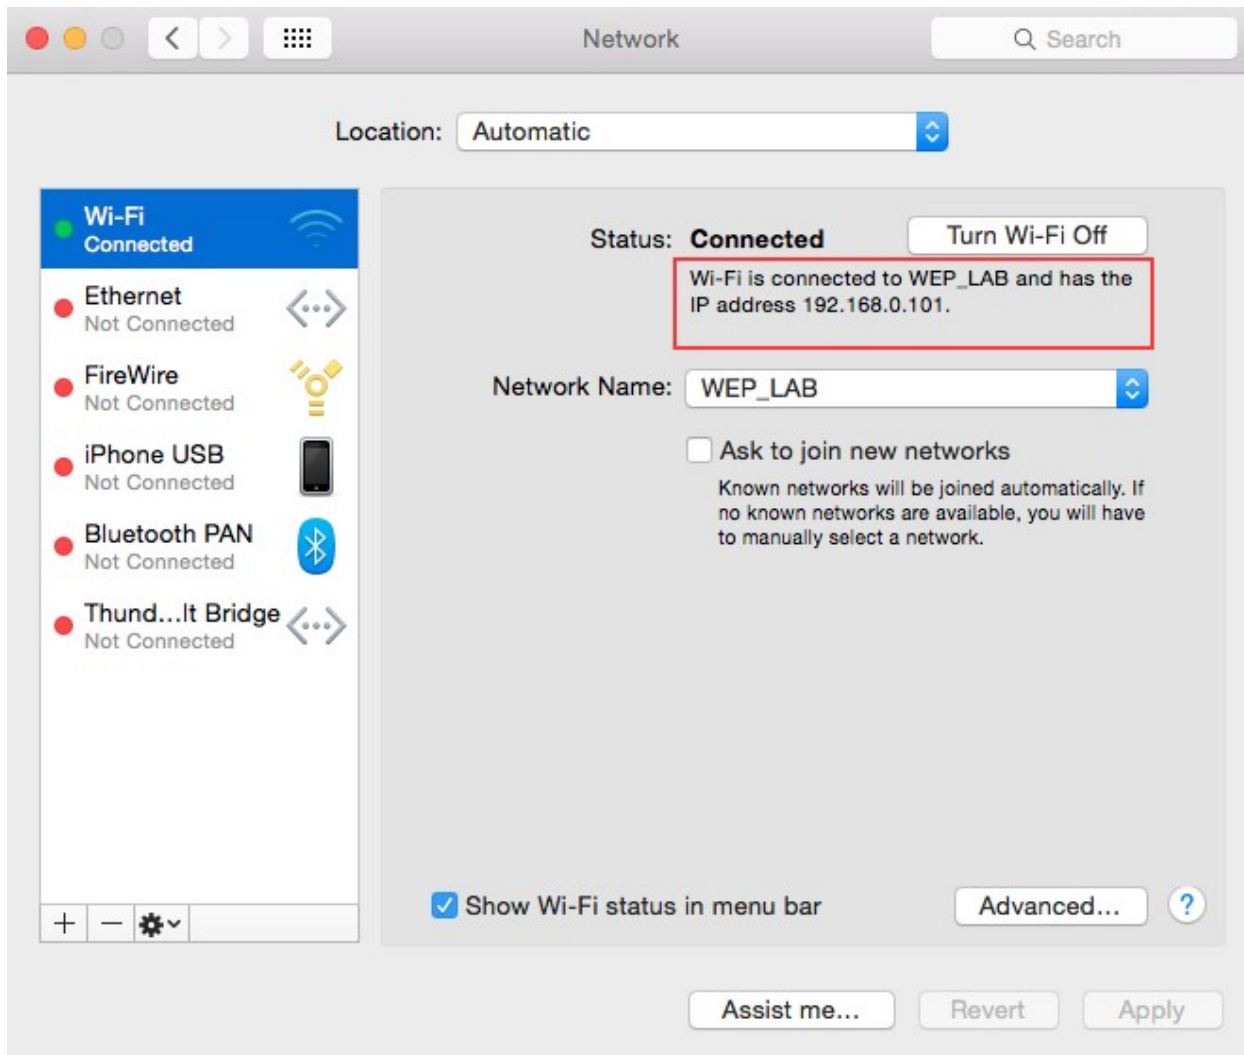 Network
Search
Location: Automatic
Wi-Fi
Connected
Ethernet
Not Connected
FireWire
Not Connected
iPhone USB
Not Connected
Bluetooth PAN
Not Connected
Thund...lt Bridge
Not Connected
Status: Connected
Turn Wi-Fi Off
Wi-Fi is connected to WEP_LAB and has the
IP address 192.168.0.101.
Network Name: WEP_LAB
Ask to join new networks
Known networks will be joined automatically. If
no known networks are available, you will have
to manually select a network.
Show Wi-Fi status in menu bar
Advanced...
?
Assist me...
Revert
Apply